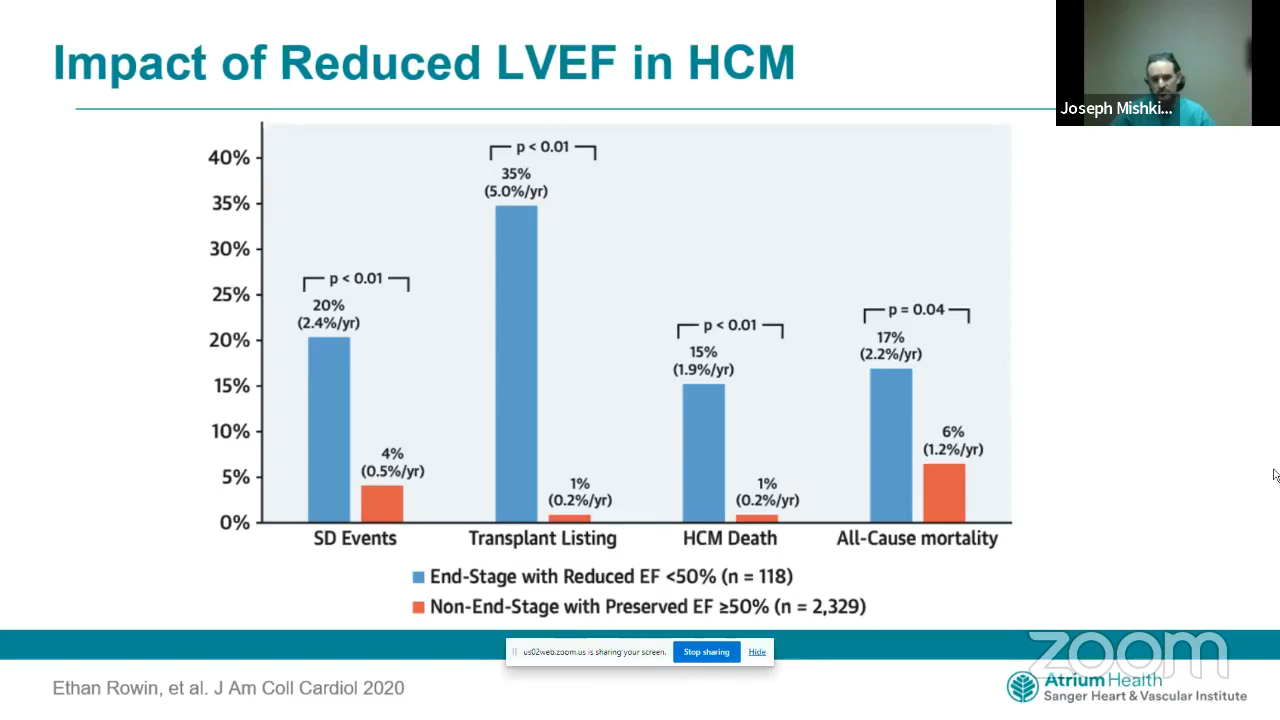 Impact of Reduced LVEF in HCM
Joseph Mishki...
40%
35%
30%
25%
20%
15%
10%
5%
0%
p < 0.01
20%
(2.4%/yr)
4%
(0.5%/yr)
p < 0.01
35%
(5.0%/yr)
1%
(0.2%/yr)
p < 0.01
15%
(1.9%/yr)
1%
(0.2%/yr)
p = 0.04
17%
(2.2%/yr)
6%
(1.2%/yr)
SD Events
Transplant Listing
HCM Death
All-Cause mortality
End-Stage with Reduced EF <50% (n = 118)
Non-End-Stage with Preserved EF ≥50% (n = 2,329)
us02web.zoom.us is sharing your screen.
Stop sharing
Hide
zoom
Ethan Rowin, et al. J Am Coll Cardiol 2020
Atrium Health
Sanger Heart & Vascular Institute